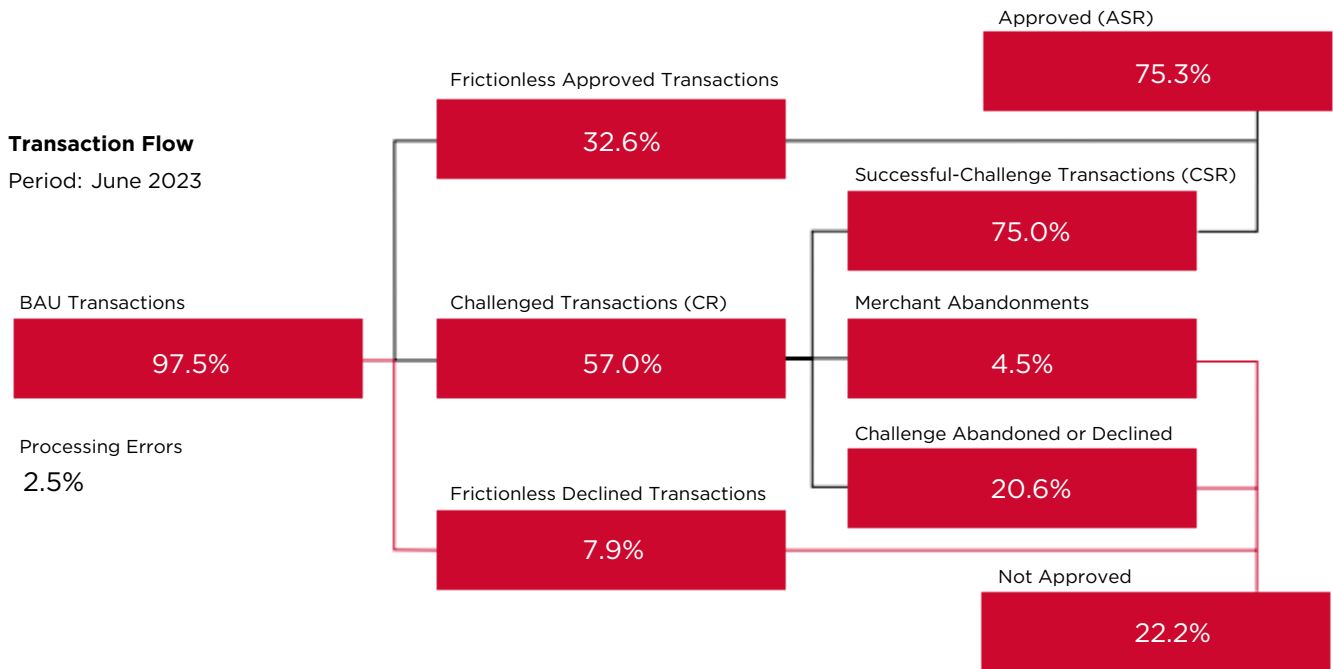 Transaction Flow
Period: June 2023
BAU Transactions
97.5%
Processing Errors
2.5%
Frictionless Approved Transactions
32.6%
Challenged Transactions (CR)
57.0%
Frictionless Declined Transactions
7.9%
Approved (ASR)
75.3%
Successful-Challenge Transactions (CSR)
75.0%
Merchant Abandonments
4.5%
Challenge Abandoned or Declined
20.6%
Not Approved
22.2%